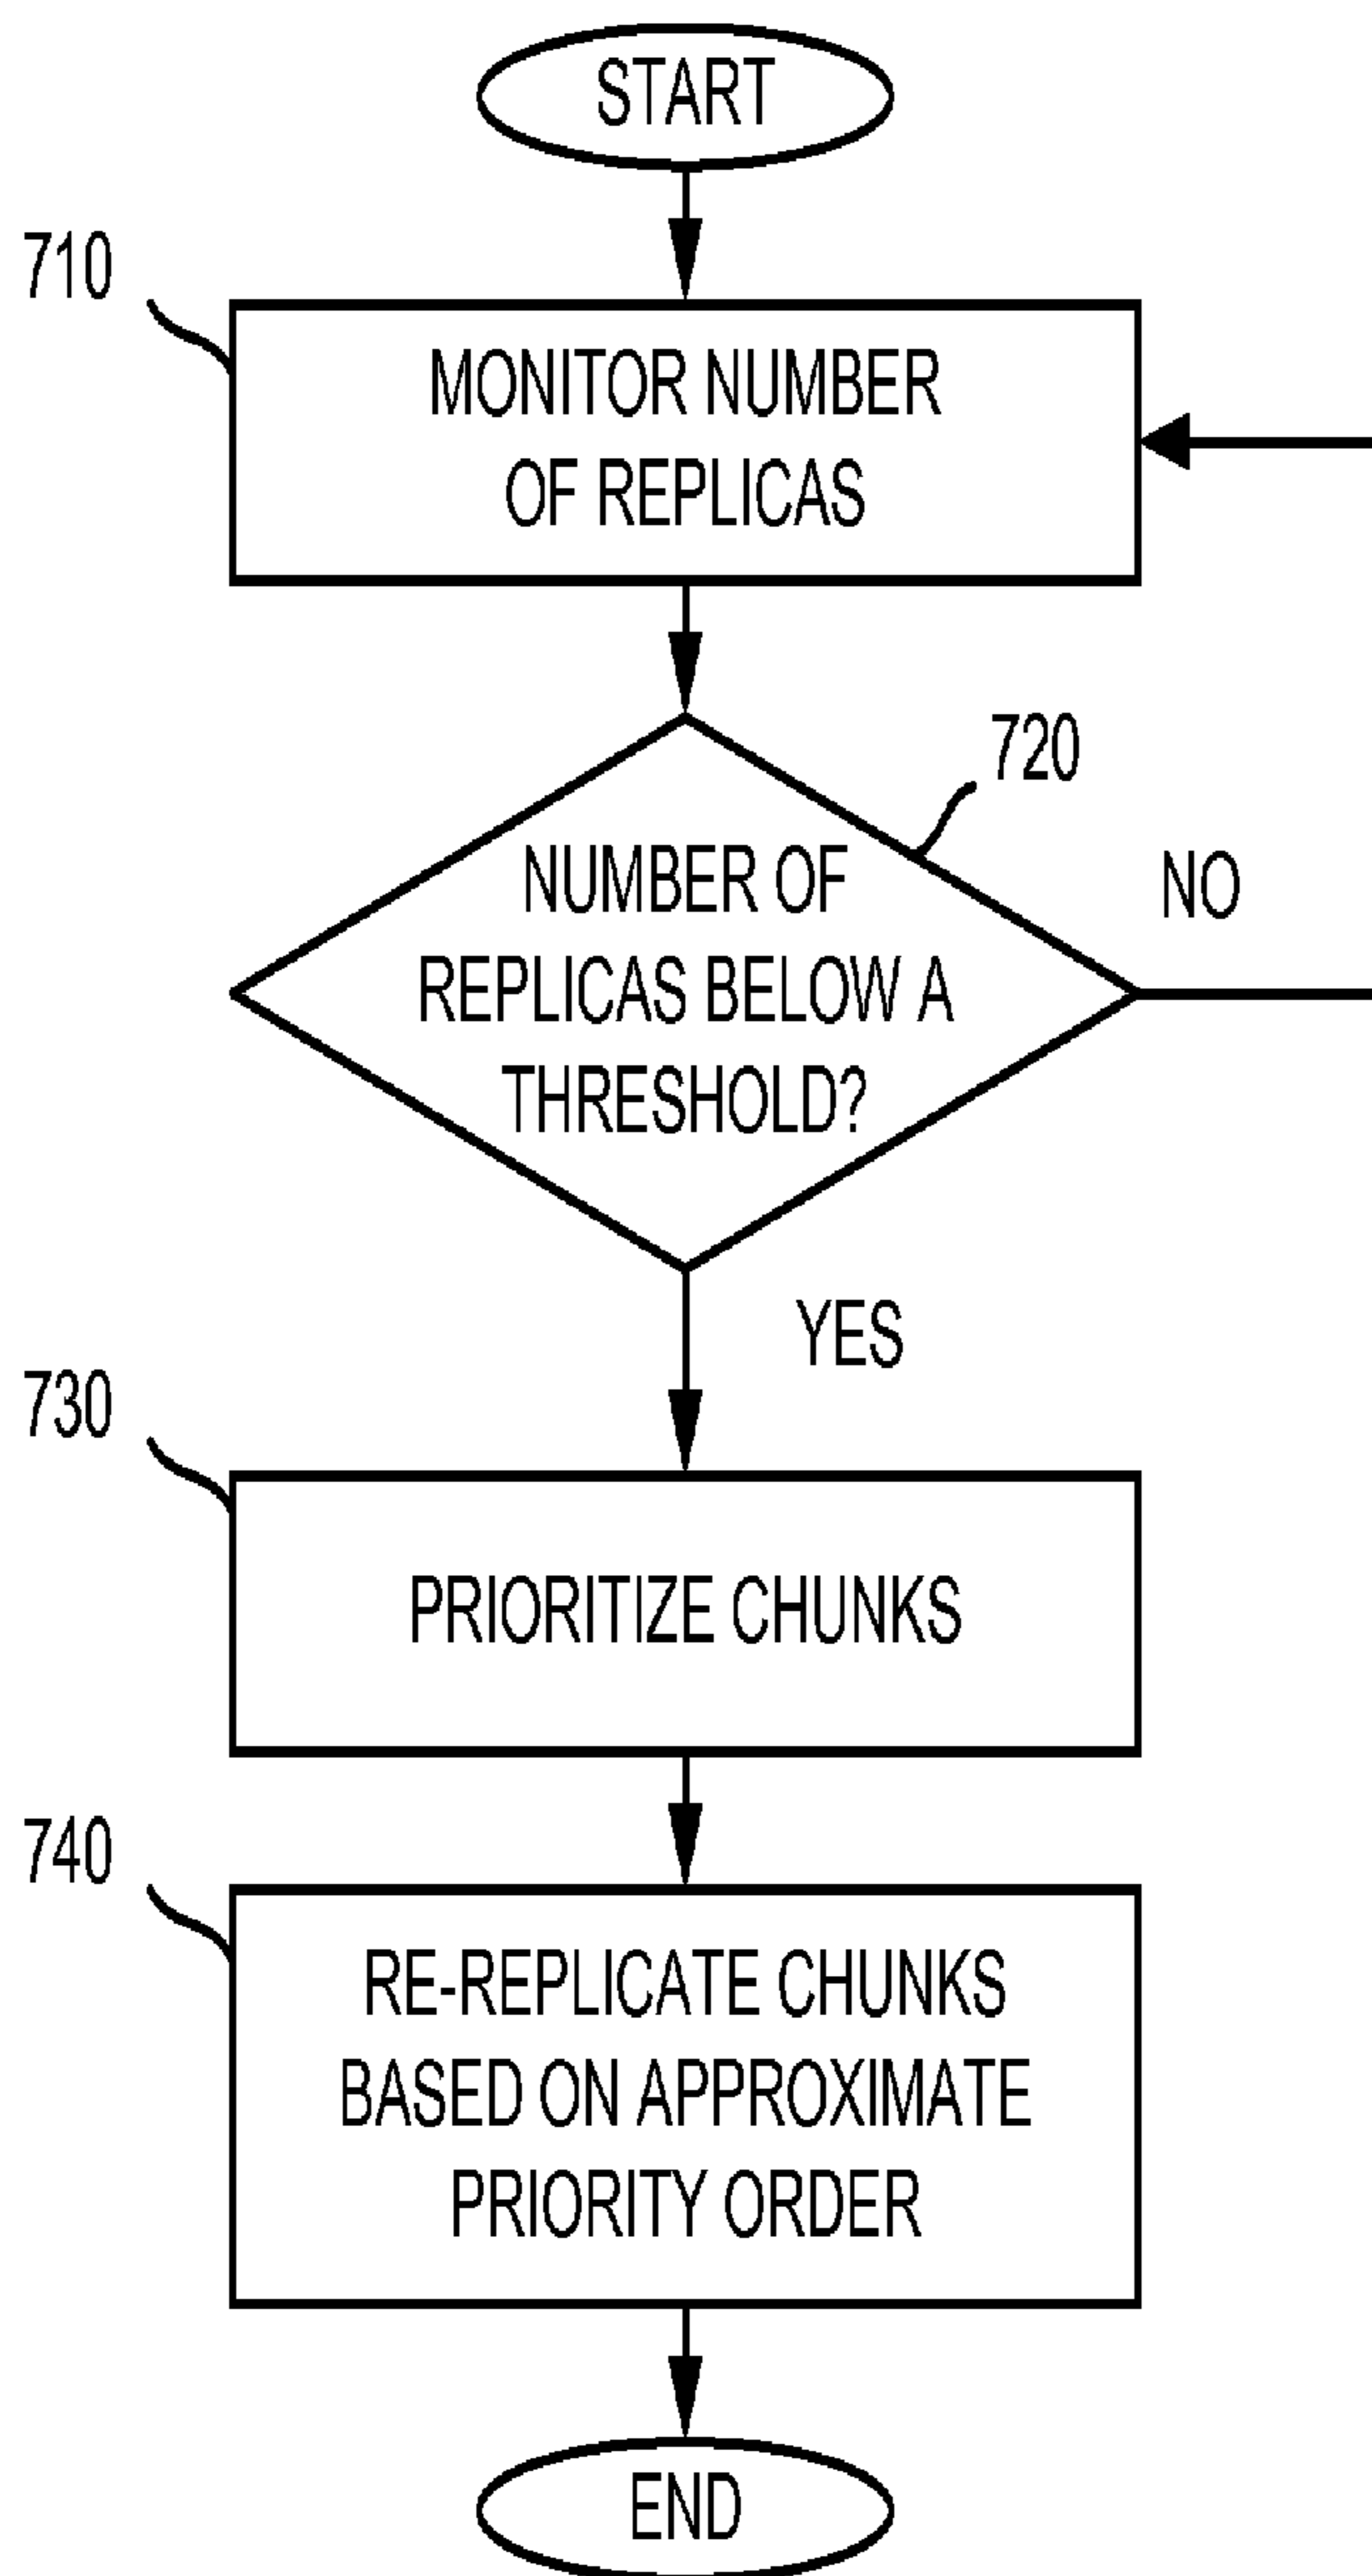 START
710
MONITOR NUMBER
OF REPLICAS
720
NUMBER OF
REPLICAS BELOW A
THRESHOLD?
NO
YES
730
PRIORITIZE CHUNKS
740
RE-REPLICATE CHUNKS
BASED ON APPROXIMATE
PRIORITY ORDER
END